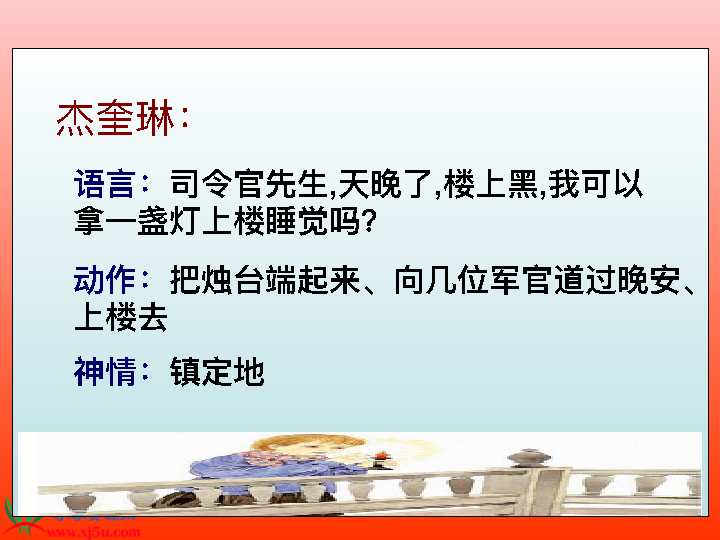 杰奎琳：
语言：司令官先生,天晚了,楼上黑,我可以
拿一盏灯上楼睡觉吗?
动作：把烛台端起来、向几位军官道过晚安、
上楼去
神情：镇定地
www.xj5u.com